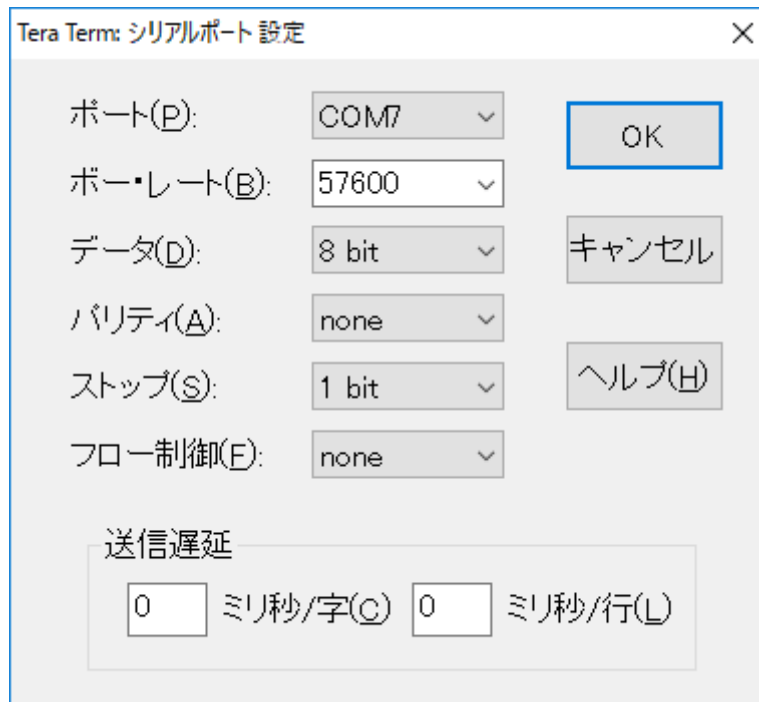 Tera Term: シリアルポート 設定
ポート(P): COM7
OK
ボー・レート(B): 57600
データ(D): 8 bit
キャンセル
パリティ(A): none
ストップ(S): 1 bit
ヘルプ(H)
フロー制御(F): none
送信遅延
0 ミリ秒/字(C) 0 ミリ秒/行(L)